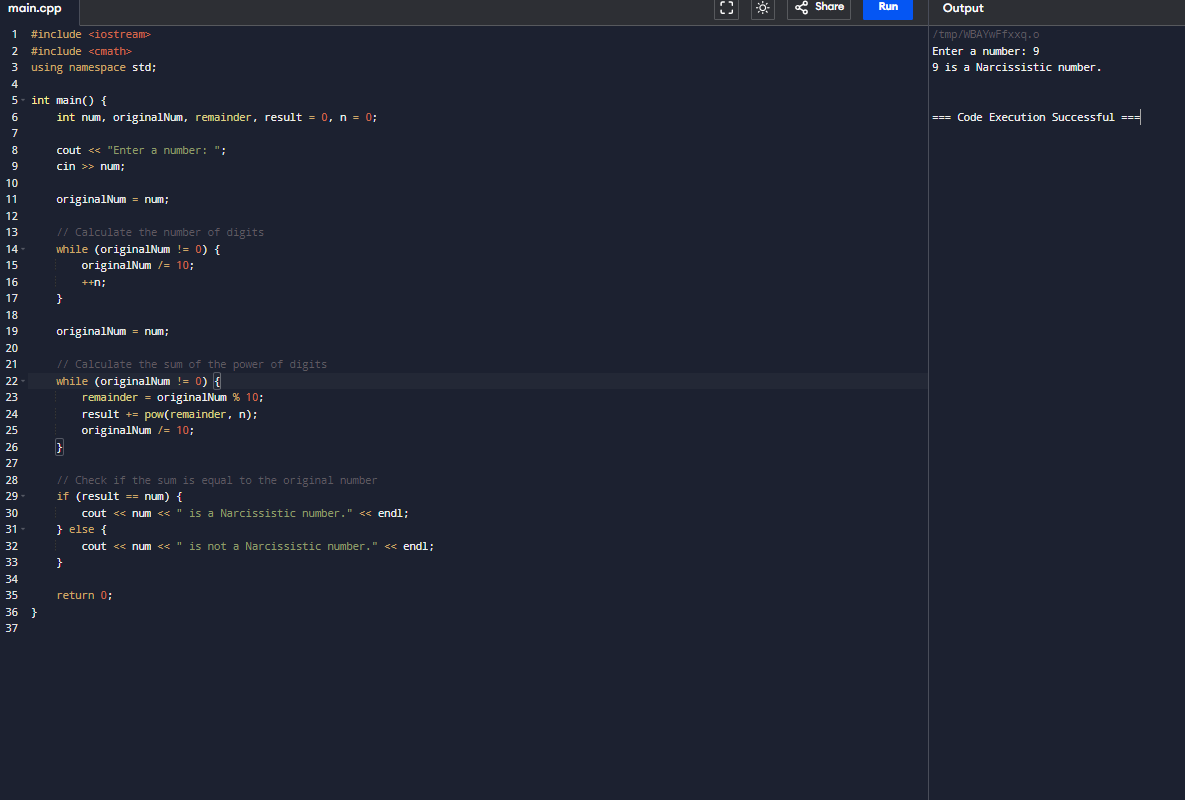 main.cpp Share Run Output
1 #include <iostream>
2 #include <cmath>
3 using namespace std;
4
5 int main() {
6     int num, originalNum, remainder, result = 0, n = 0;
7
8     cout << "Enter a number: ";
9     cin >> num;
10
11     originalNum = num;
12
13     // Calculate the number of digits
14     while (originalNum != 0) {
15         originalNum /= 10;
16         ++n;
17     }
18
19     originalNum = num;
20
21     // Calculate the sum of the power of digits
22     while (originalNum != 0) {
23         remainder = originalNum % 10;
24         result += pow(remainder, n);
25         originalNum /= 10;
26     }
27
28     // Check if the sum is equal to the original number
29     if (result == num) {
30         cout << num << " is a Narcissistic number." << endl;
31     } else {
32         cout << num << " is not a Narcissistic number." << endl;
33     }
34
35     return 0;
36 }
37
/tmp/WBAYwFfxxq.o
Enter a number: 9
9 is a Narcissistic number.
=== Code Execution Successful ===